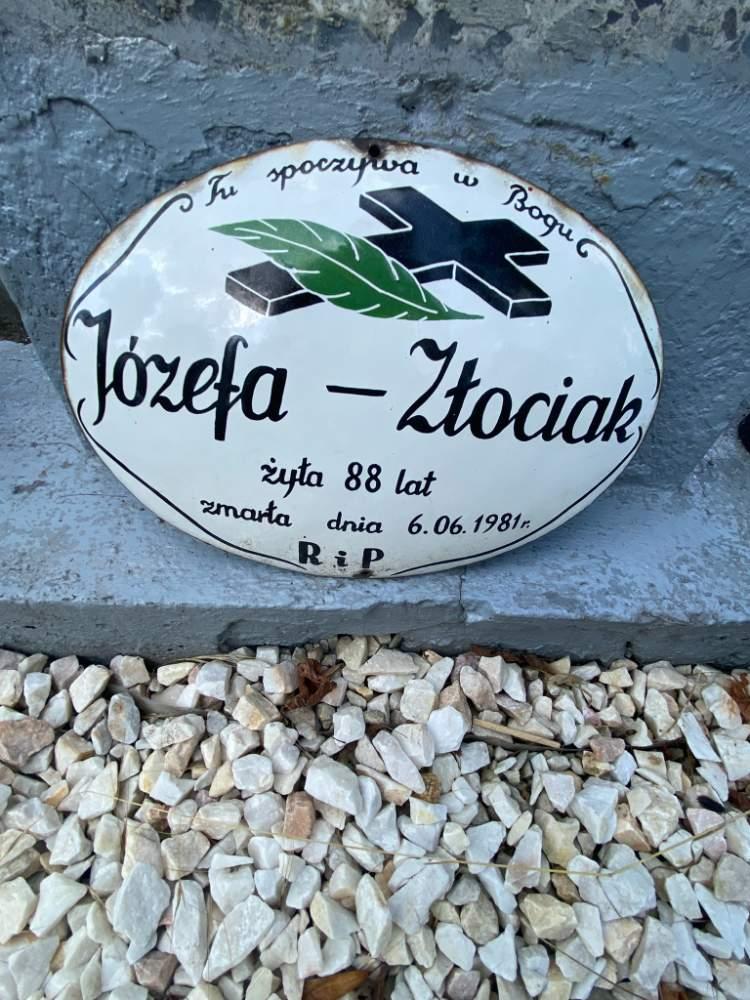 Tu spoczywa w Bogu
Józefa - Złociak
żyła 88 lat
zmarła dnia 6.06.1981r.
R i P